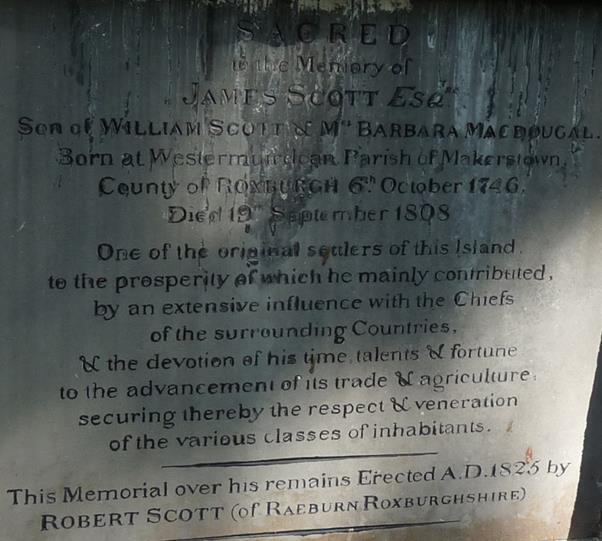 SACRED
to the Memory of
JAMES SCOTT Esqre
Son of WILLIAM SCOTT & Mrs BARBARA MACDOUGAL.
Born at Westermuirdean Parish of Makerstown,
County of ROXBURGH 6th October 1746,
Died 19th September 1808
One of the original settlers of this Island,
to the prosperity of which he mainly contributed,
by an extensive influence with the Chiefs
of the surrounding Countries,
& the devotion of his time, talents & fortune
to the advancement of its trade & agriculture,
securing thereby the respect & veneration
of the various classes of inhabitants.
This Memorial over his remains Erected A.D. 1825 by
ROBERT SCOTT (of RAEBURN ROXBURGHSHIRE)